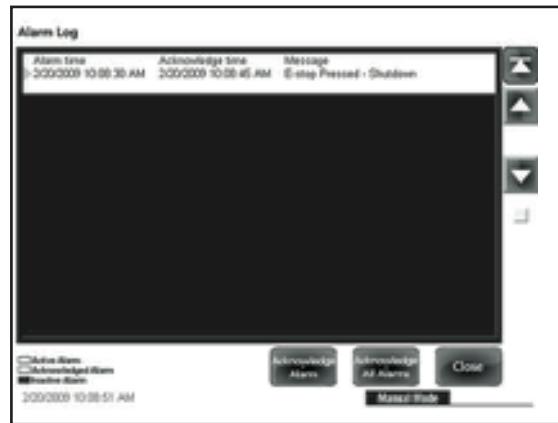 Alarm Log
Alarm time Acknowledge time Message
2/20/2009 10:08:38 AM 2/20/2009 10:08:45 AM E-stop Pressed - Shutdown
Active Alarm
Acknowledged Alarm
Inactive Alarm
Acknowledge
Alarm
Acknowledge
All Alarms
Close
2/20/2009 10:08:51 AM
Manual Mode